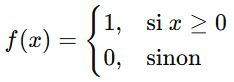 f(x) = { 1, si x ≥ 0
0, sinon